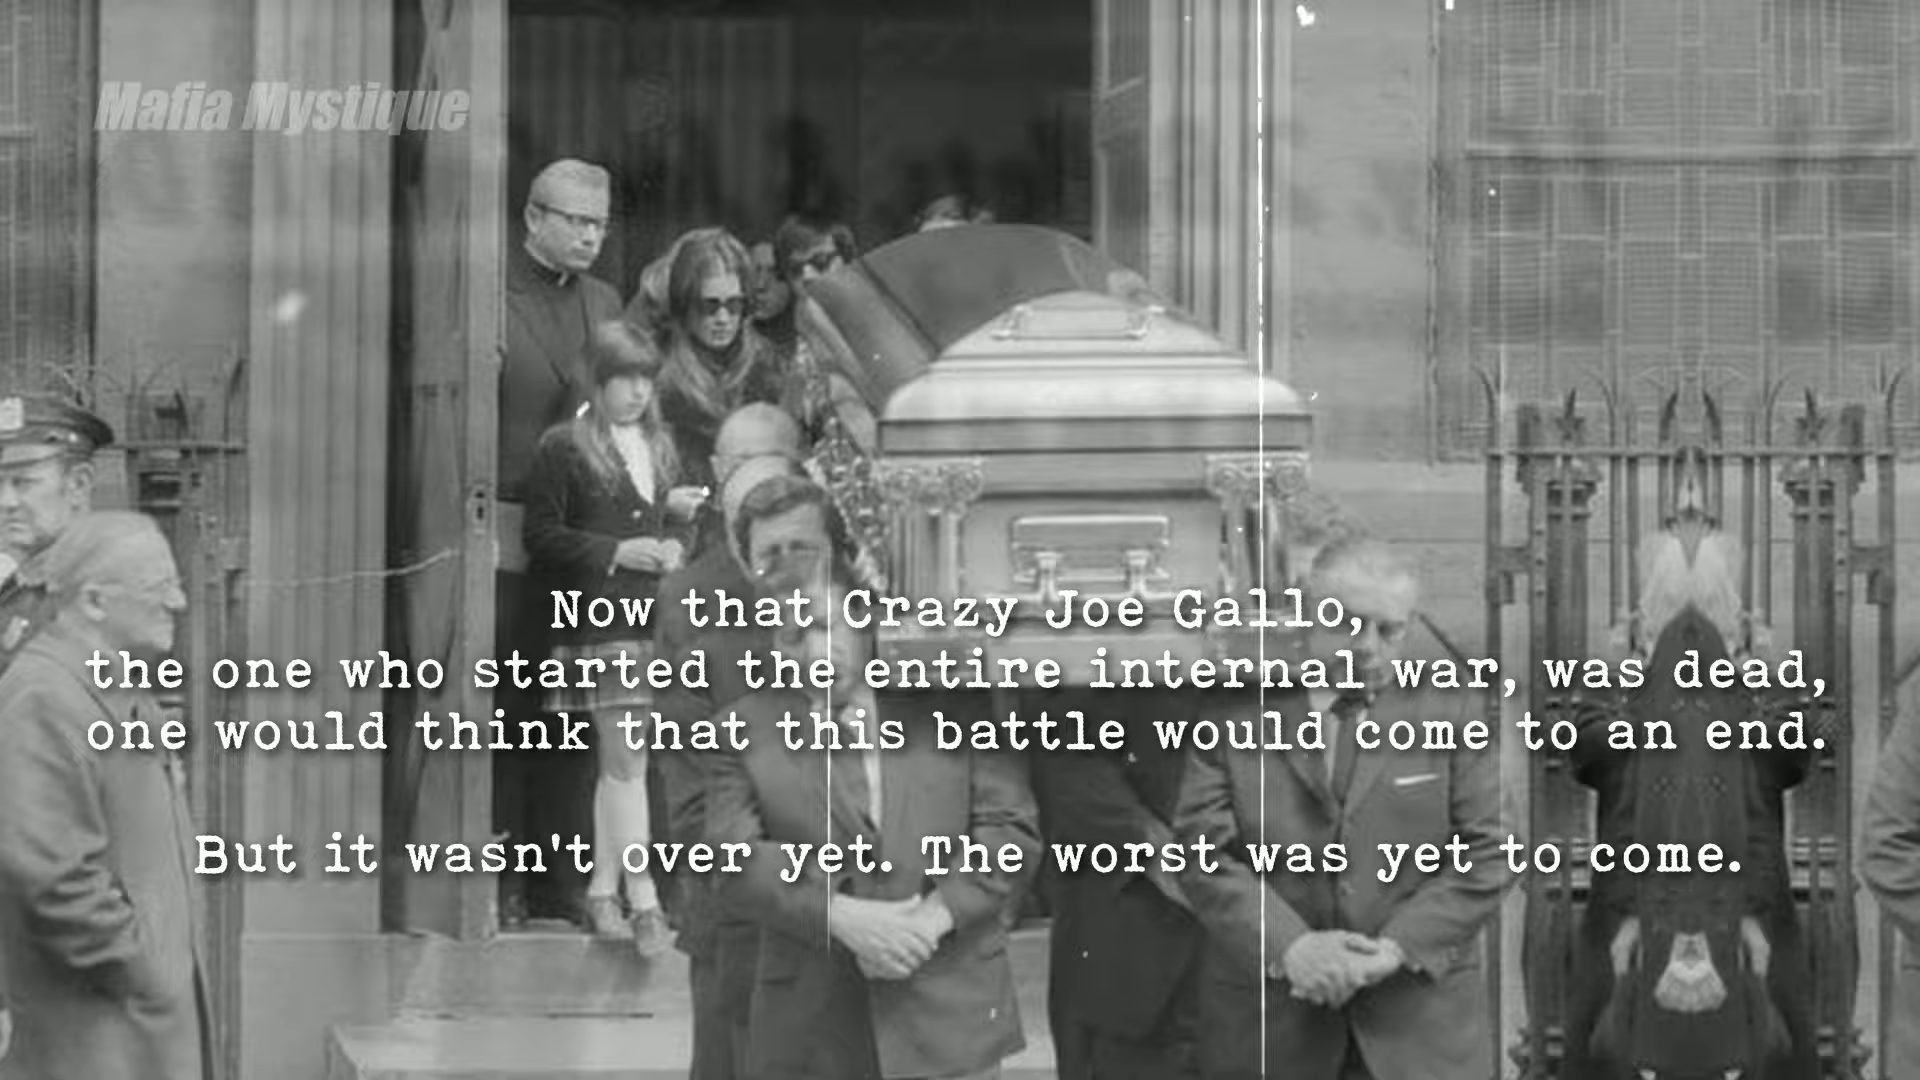 Mafia Mystique
Now that Crazy Joe Gallo,
the one who started the entire internal war, was dead,
one would think that this battle would come to an end.
But it wasn't over yet. The worst was yet to come.